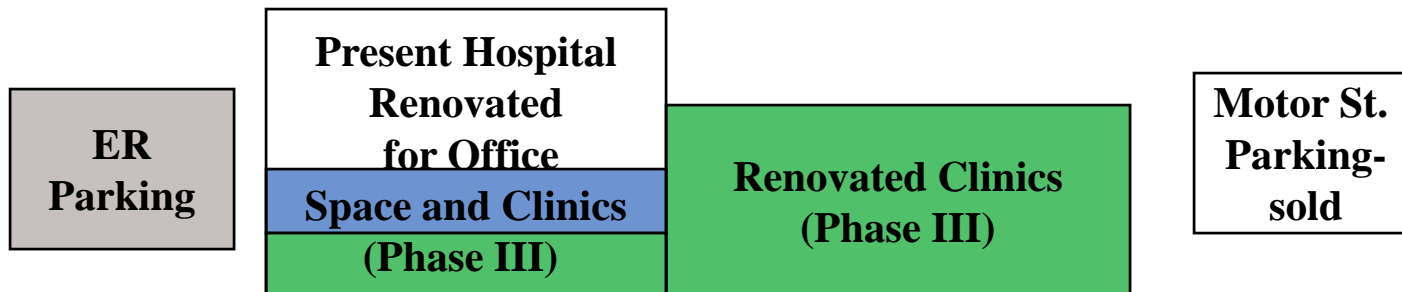 ER
Parking
Present Hospital
Renovated
for Office
Space and Clinics
(Phase III)
Renovated Clinics
(Phase III)
Motor St.
Parking-
sold